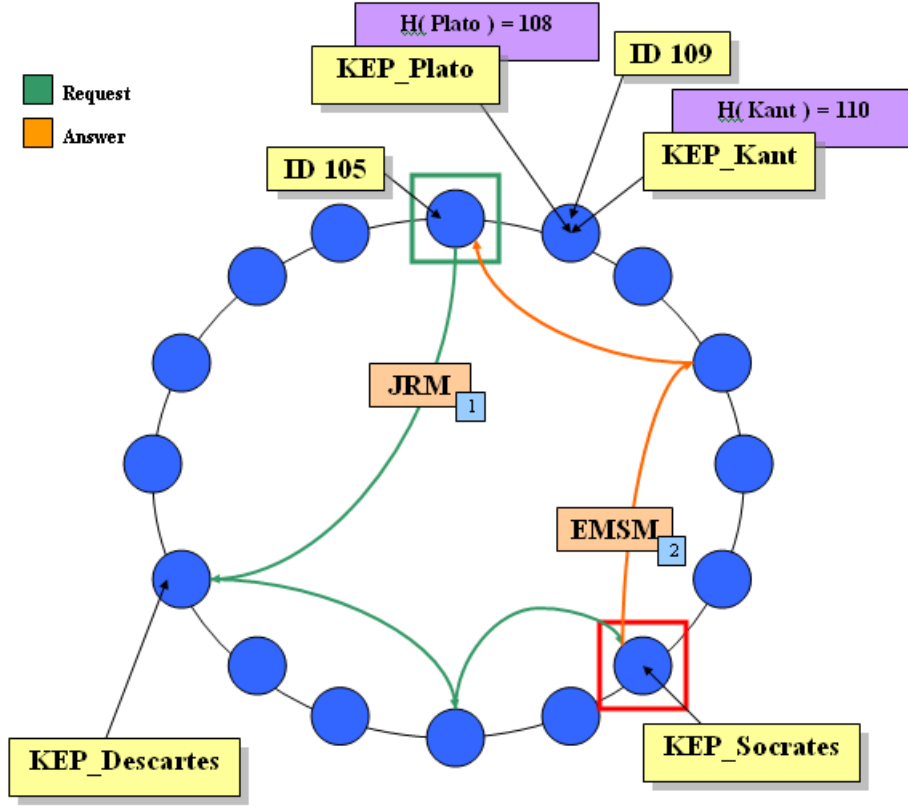 H( Plato ) = 108
KEP_Plato
ID 109
Request
H( Kant ) = 110
Answer
KEP_Kant
ID 105
JRM
1
EMSM
2
KEP_Descartes
KEP_Socrates